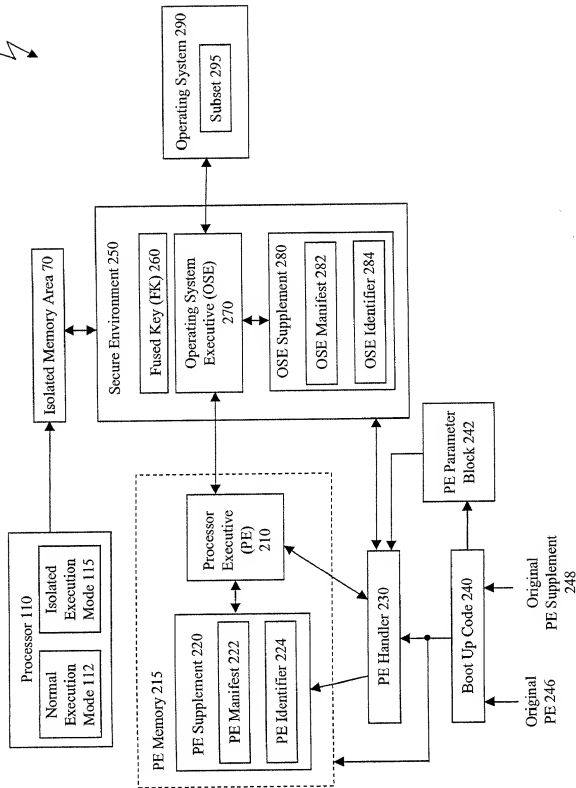 Processor 110
Normal
Execution
Mode 112
Isolated
Execution
Mode 115
Isolated Memory Area 70
Operating System 290
Subset 295
Secure Environment 250
Fused Key (FK) 260
Operating System
Executive (OSE)
270
OSE Supplement 280
OSE Manifest 282
OSE Identifier 284
PE Memory 215
PE Supplement 220
PE Manifest 222
PE Identifier 224
Processor
Executive
(PE)
210
PE Handler 230
PE Parameter
Block 242
Boot Up Code 240
Original
PE 246
Original
PE Supplement
248